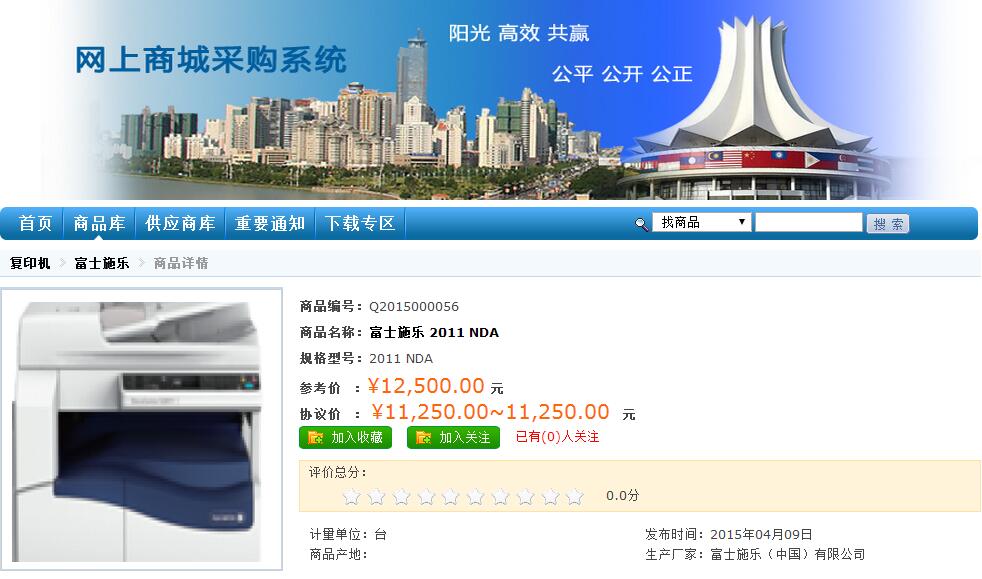 阳光 高效 共赢
网上商城采购系统
公平 公开 公正
首页 商品库 供应商库 重要通知 下载专区 找商品 搜 索
复印机 富士施乐 商品详情
商品编号：Q2015000056
商品名称：富士施乐 2011 NDA
规格型号：2011 NDA
参考价 ：¥12,500.00 元
协议价 ：¥11,250.00~11,250.00 元
加入收藏 加入关注 已有(0)人关注
评价总分：
0.0分
计量单位：台 发布时间：2015年04月09日
商品产地： 生产厂家：富士施乐（中国）有限公司